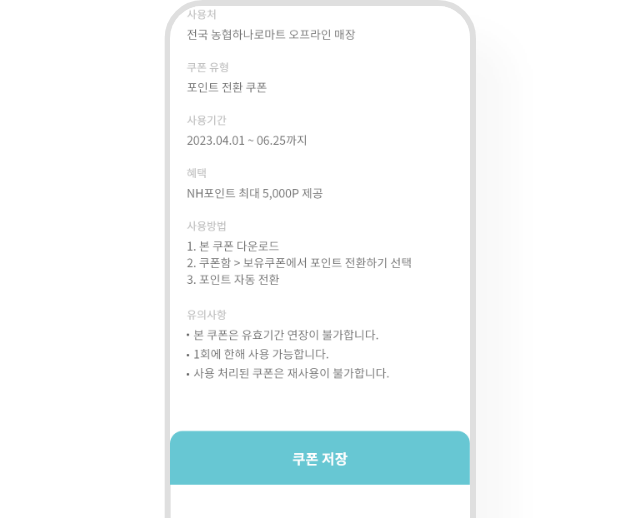 사용처
전국 농협하나로마트 오프라인 매장
쿠폰 유형
포인트 전환 쿠폰
사용기간
2023.04.01 ~ 06.25까지
혜택
NH포인트 최대 5,000P 제공
사용방법
1. 본 쿠폰 다운로드
2. 쿠폰함 > 보유쿠폰에서 포인트 전환하기 선택
3. 포인트 자동 전환
유의사항
• 본 쿠폰은 유효기간 연장이 불가합니다.
• 1회에 한해 사용 가능합니다.
• 사용 처리된 쿠폰은 재사용이 불가합니다.
쿠폰 저장